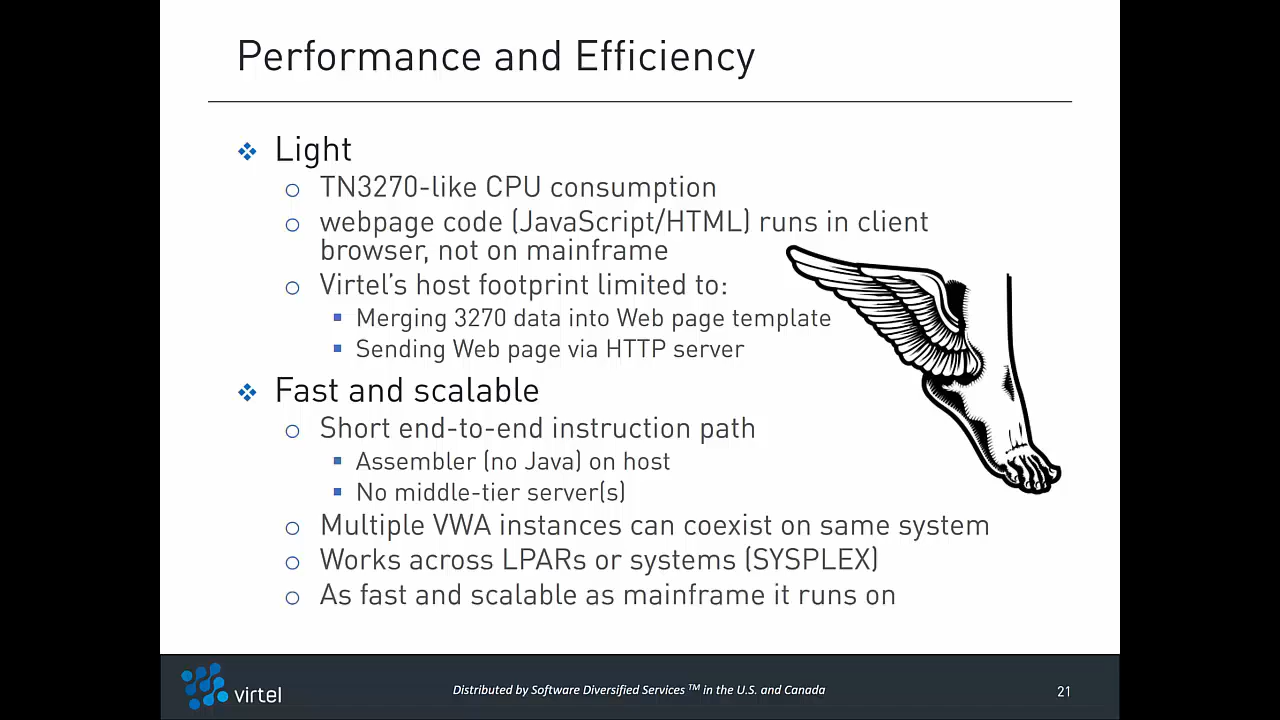 Performance and Efficiency
Light
TN3270-like CPU consumption
webpage code (JavaScript/HTML) runs in client
browser, not on mainframe
Virtel's host footprint limited to:
Merging 3270 data into Web page template
Sending Web page via HTTP server
Fast and scalable
Short end-to-end instruction path
Assembler (no Java) on host
No middle-tier server(s)
Multiple VWA instances can coexist on same system
Works across LPARs or systems (SYSPLEX)
As fast and scalable as mainframe it runs on
virtel
Distributed by Software Diversified Services ™ in the U.S. and Canada
21